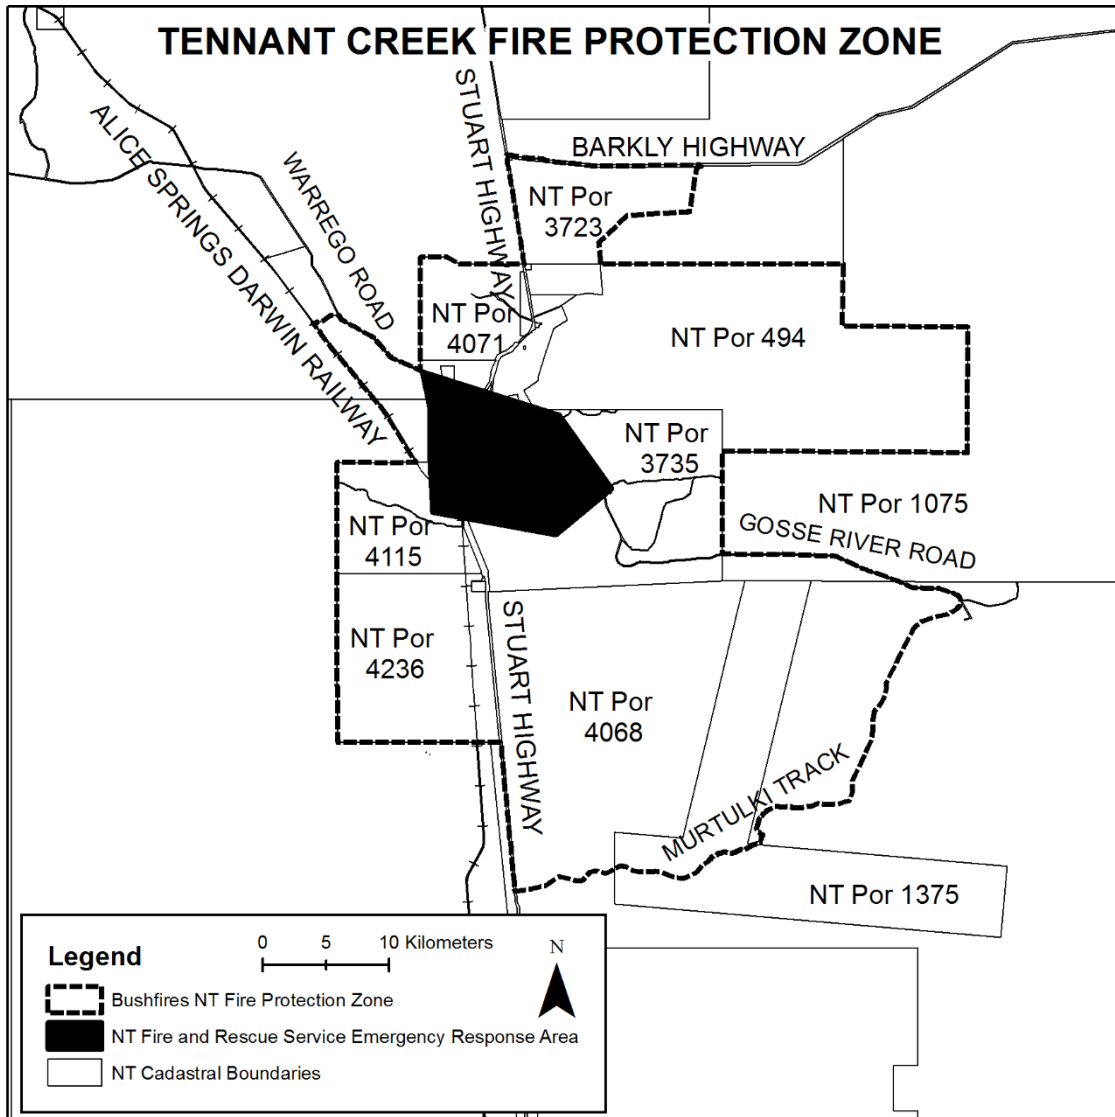 TENNANT CREEK FIRE PROTECTION ZONE
STUART HIGHWAY
BARKLY HIGHWAY
ALICE SPRINGS DARWIN RAILWAY
WARREGO ROAD
NT Por
3723
NT Por
4071
NT Por 494
NT Por
3735
NT Por 1075
GOSSE RIVER ROAD
NT Por
4115
NT Por
4236
STUART HIGHWAY
NT Por
4068
MURTULKI TRACK
NT Por 1375
Legend
0 5 10 Kilometers
N
Bushfires NT Fire Protection Zone
NT Fire and Rescue Service Emergency Response Area
NT Cadastral Boundaries